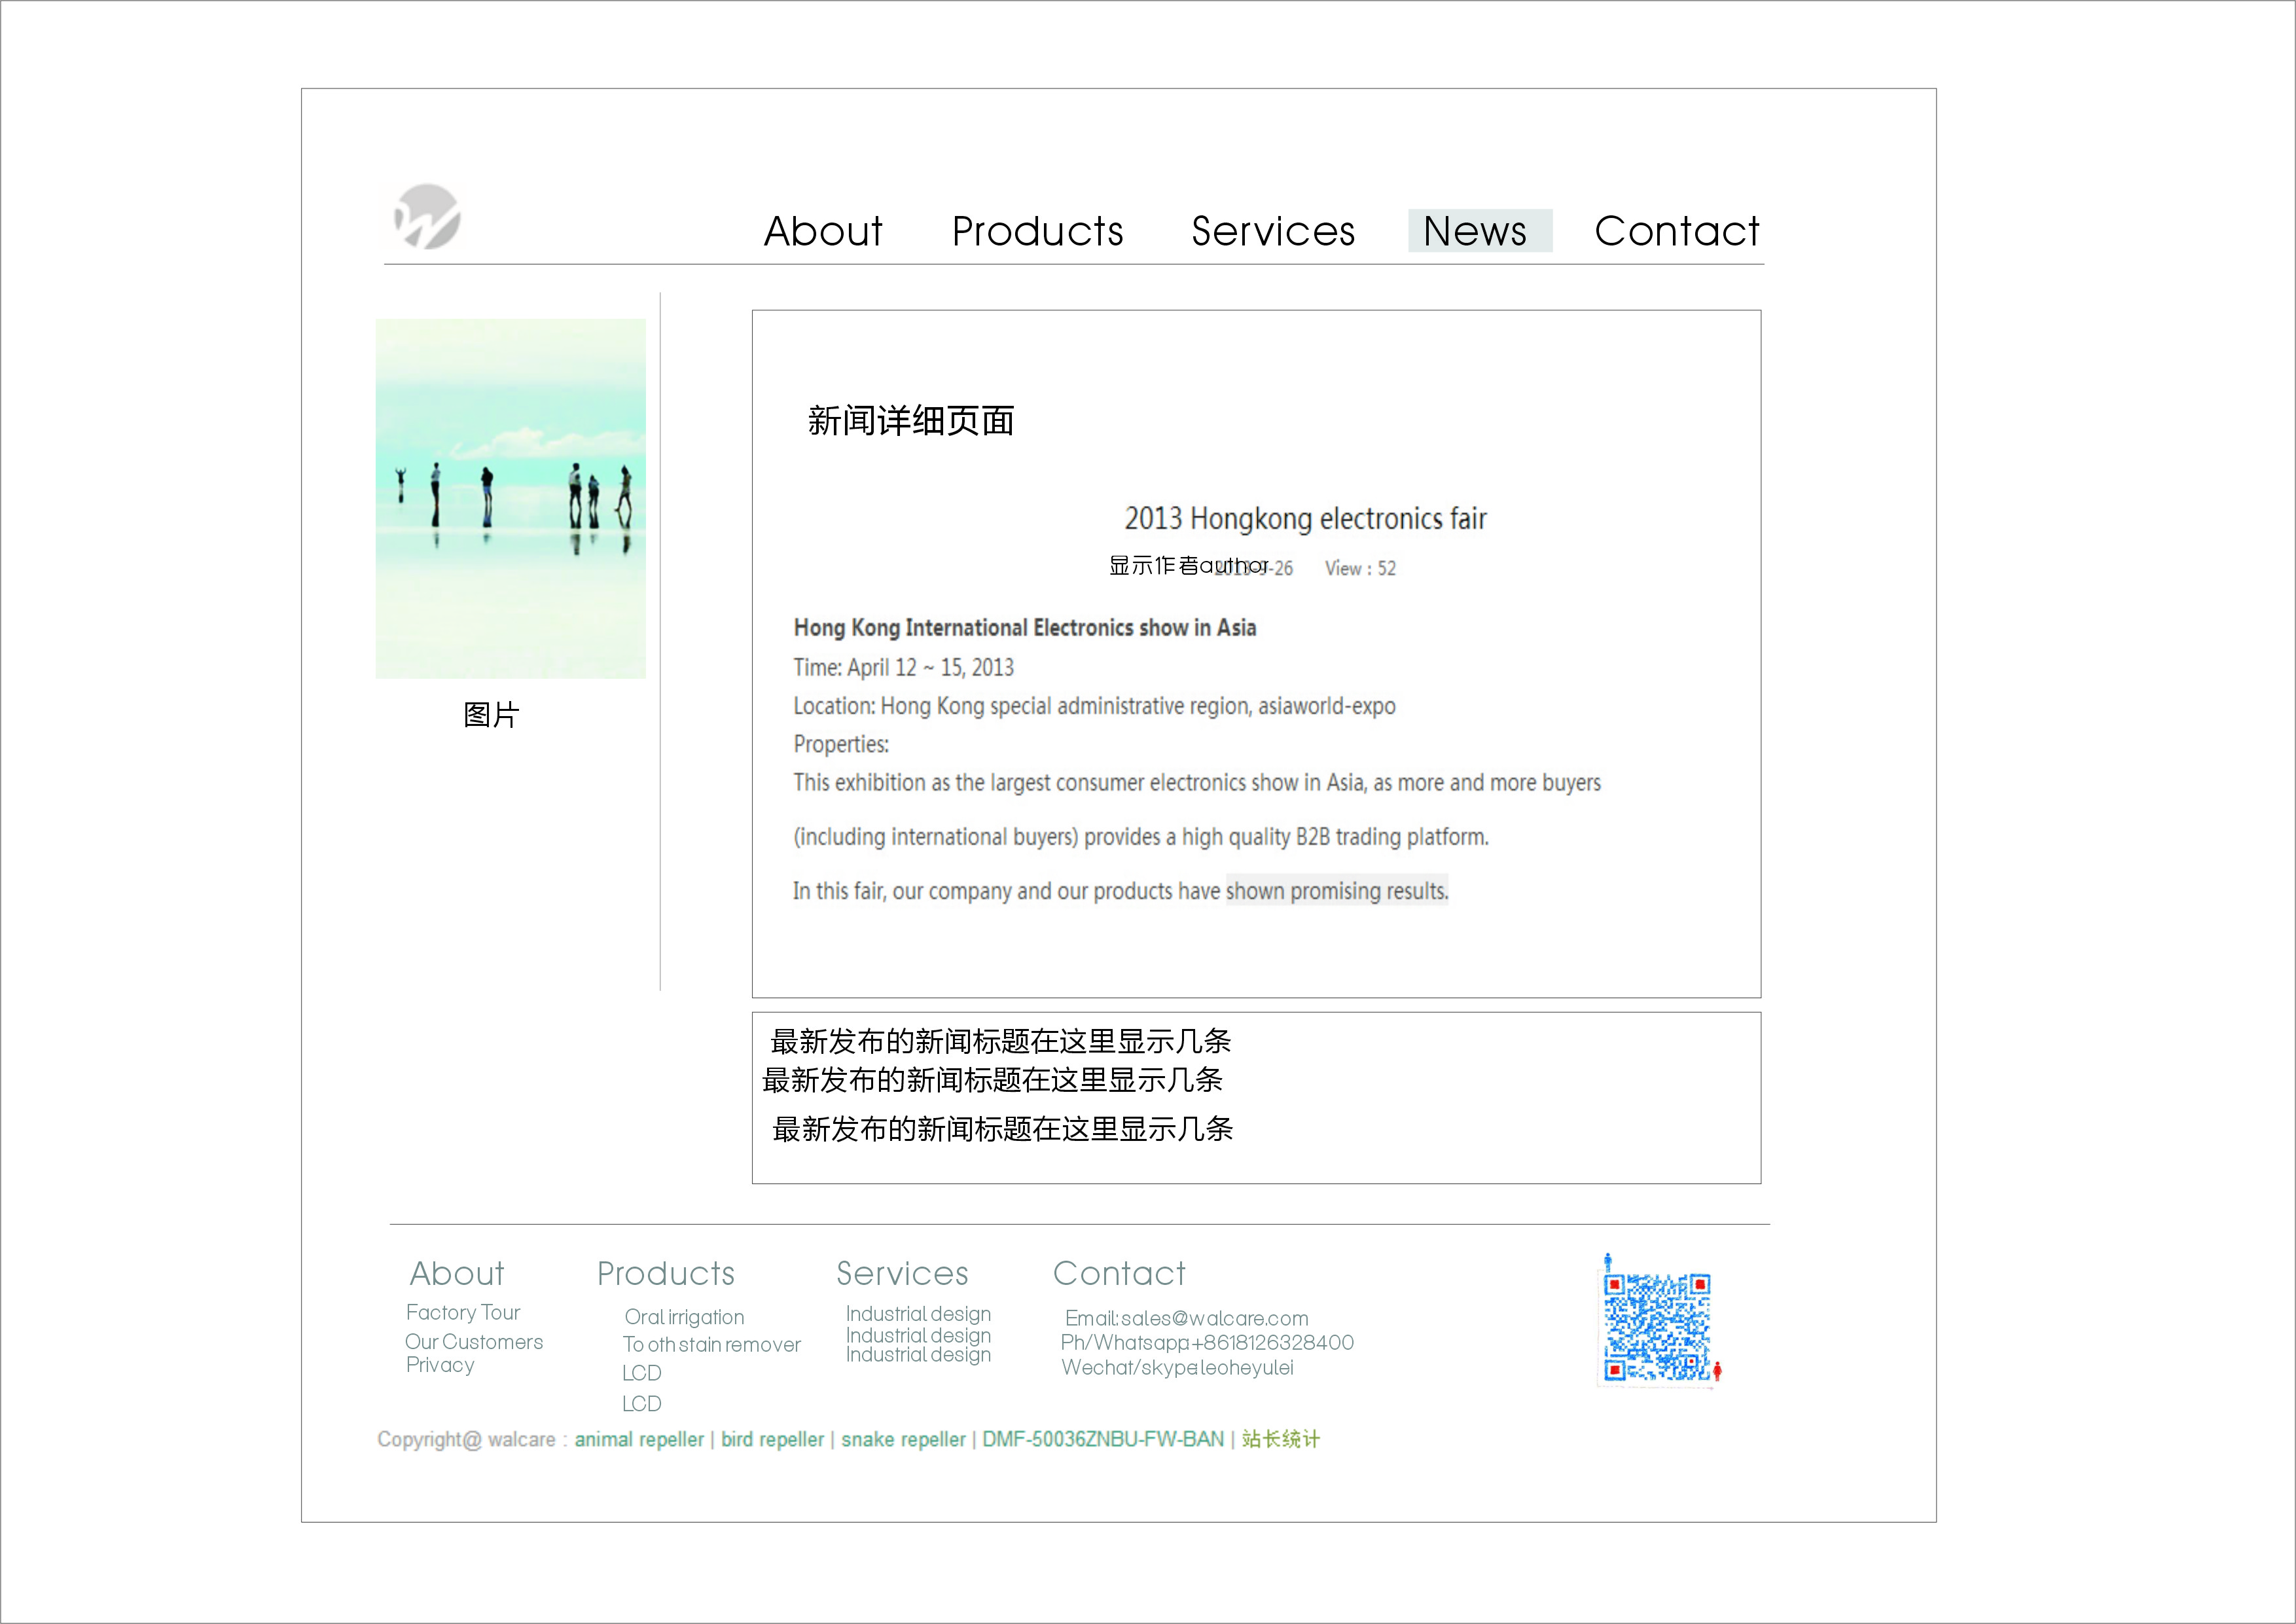 About Products Services News Contact
图片
新闻详细页面
2013 Hongkong electronics fair
显示作者author 2013-9-26 View : 52
Hong Kong International Electronics show in Asia
Time: April 12 ~ 15, 2013
Location: Hong Kong special administrative region, asiaworld-expo
Properties:
This exhibition as the largest consumer electronics show in Asia, as more and more buyers
(including international buyers) provides a high quality B2B trading platform.
In this fair, our company and our products have shown promising results.
最新发布的新闻标题在这里显示几条
最新发布的新闻标题在这里显示几条
最新发布的新闻标题在这里显示几条
About
Factory Tour
Our Customers
Privacy
Products
Oral irrigation
Tooth stain remover
LCD
LCD
Services
Industrial design
Industrial design
Industrial design
Contact
Email:sales@walcare.com
Ph/Whatsapp:+8618126328400
Wechat/skype:leoheyulei
Copyright@ walcare : animal repeller | bird repeller | snake repeller | DMF-50036ZNBU-FW-BAN | 站长统计